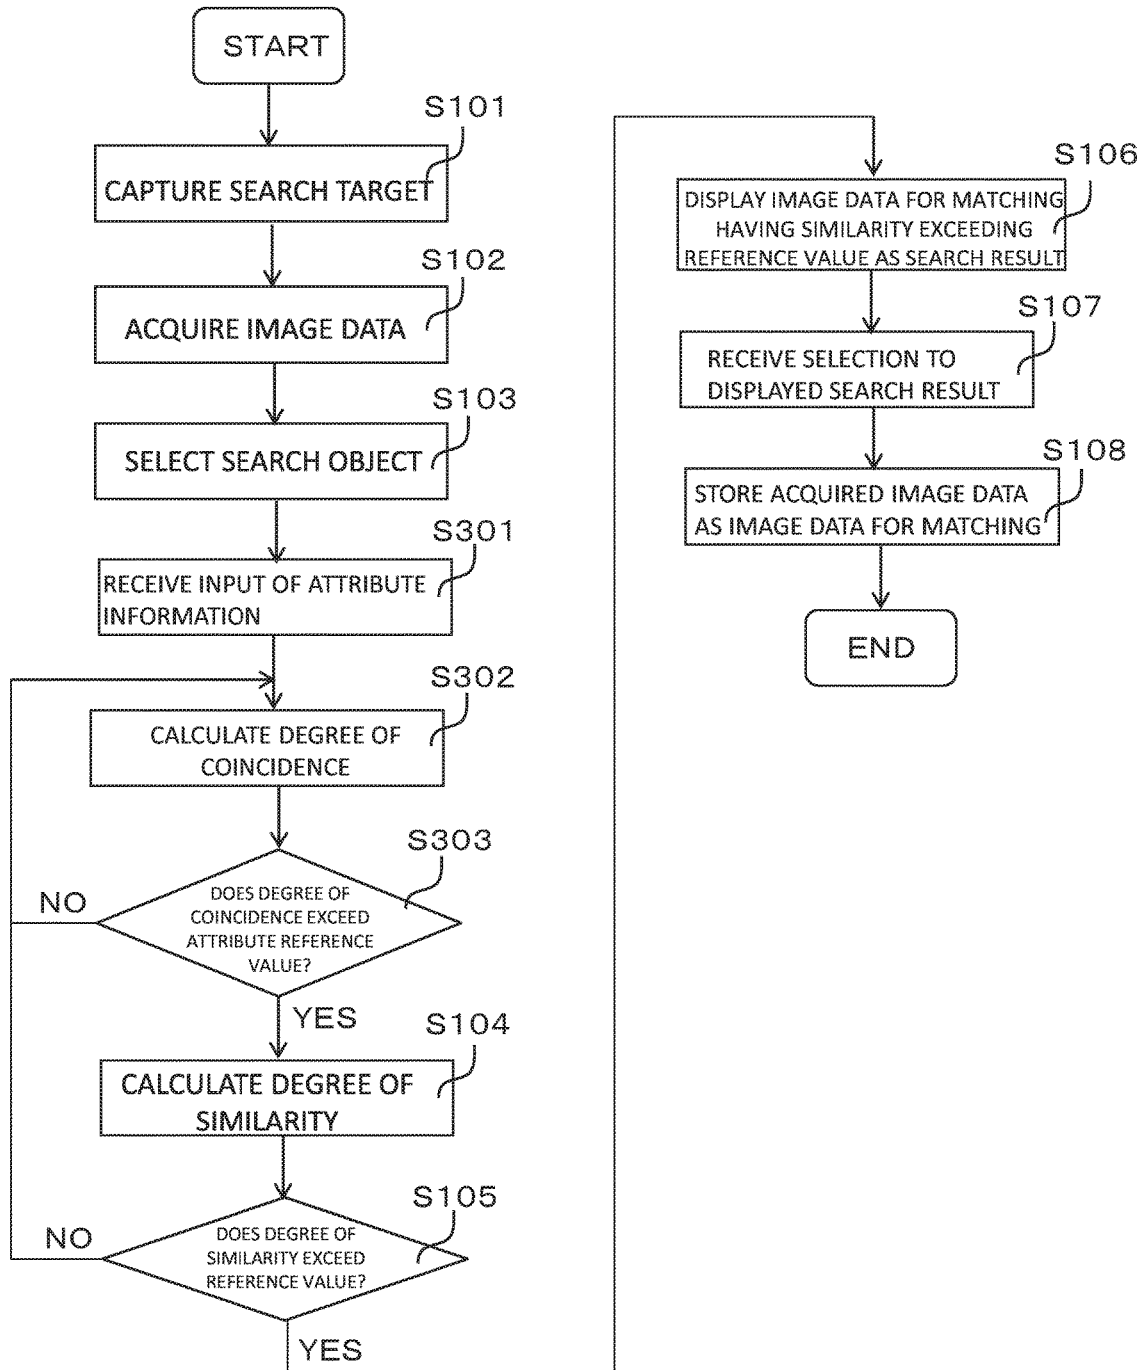 START
S101
CAPTURE SEARCH TARGET
S102
ACQUIRE IMAGE DATA
S103
SELECT SEARCH OBJECT
S301
RECEIVE INPUT OF ATTRIBUTE
INFORMATION
S302
CALCULATE DEGREE OF
COINCIDENCE
S303
DOES DEGREE OF
COINCIDENCE EXCEED
ATTRIBUTE REFERENCE
VALUE?
NO
YES
S104
CALCULATE DEGREE OF
SIMILARITY
S105
DOES DEGREE OF
SIMILARITY EXCEED
REFERENCE VALUE?
NO
YES
S106
DISPLAY IMAGE DATA FOR MATCHING
HAVING SIMILARITY EXCEEDING
REFERENCE VALUE AS SEARCH RESULT
S107
RECEIVE SELECTION TO
DISPLAYED SEARCH RESULT
S108
STORE ACQUIRED IMAGE DATA
AS IMAGE DATA FOR MATCHING
END